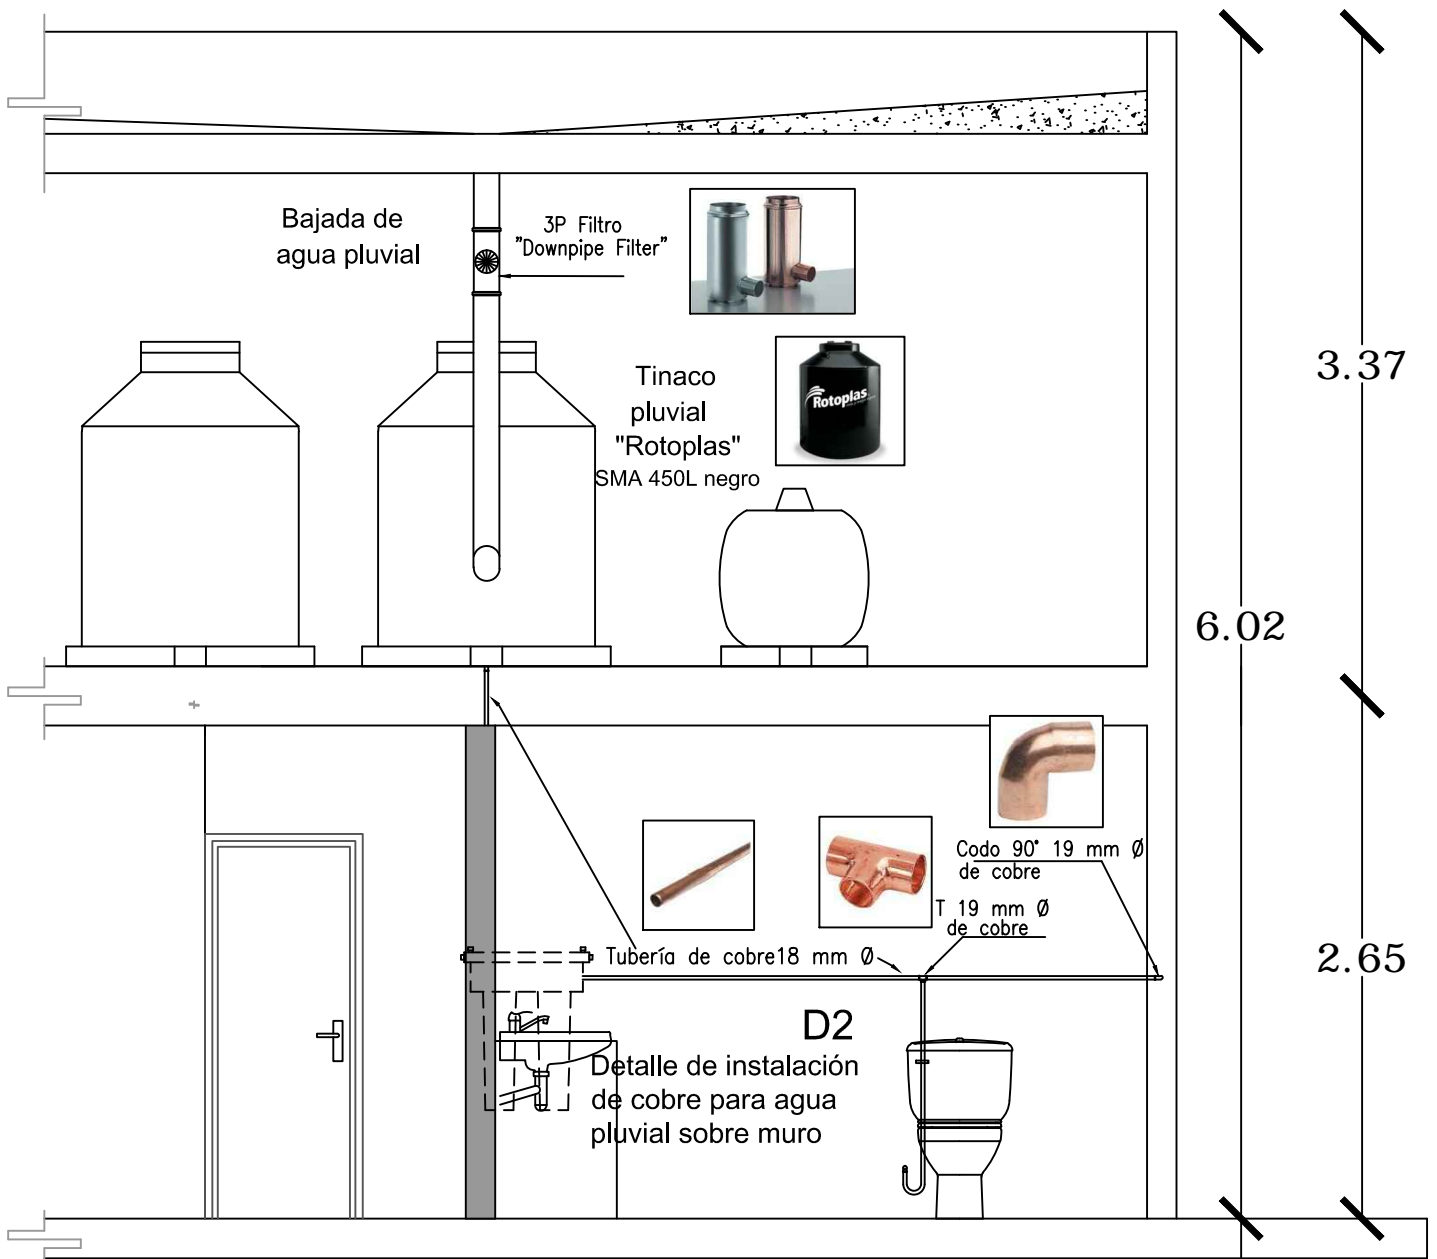 Bajada de
agua pluvial
3P Filtro
"Downpipe Filter"
3.37
Tinaco
pluvial
"Rotoplas"
SMA 450L negro
Rotoplas
6.02
Codo 90° 19 mm Ø
de cobre
T 19 mm Ø
de cobre
Tubería de cobre18 mm Ø
2.65
D2
Detalle de instalación
de cobre para agua
pluvial sobre muro